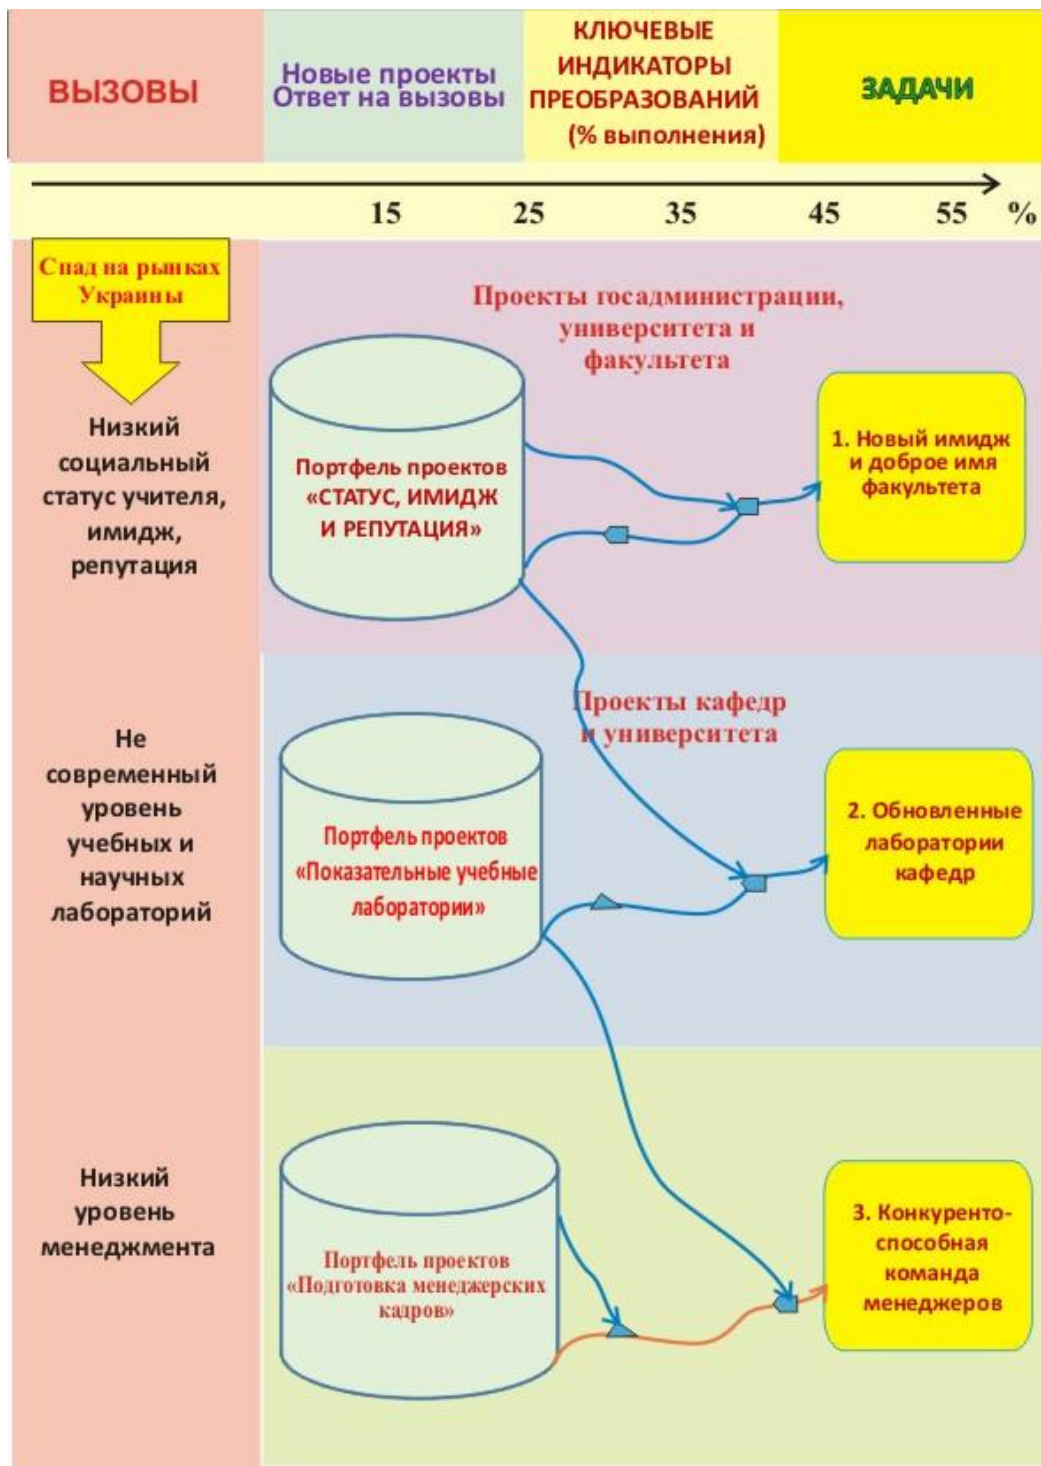 ВЫЗОВЫ
Новые проекты
Ответ на вызовы
КЛЮЧЕВЫЕ
ИНДИКАТОРЫ
ПРЕОБРАЗОВАНИЙ
(% выполнения)
ЗАДАЧИ
15 25 35 45 55 %
Спад на рынках
Украины
Низкий
социальный
статус учителя,
имидж,
репутация
Проекты госадминистрации,
университета и
факультета
Портфель проектов
«СТАТУС, ИМИДЖ
И РЕПУТАЦИЯ»
1. Новый имидж
и доброе имя
факультета
Не
современный
уровень
учебных и
научных
лабораторий
Проекты кафедр
и университета
Портфель проектов
«Показательные учебные
лаборатории»
2. Обновленные
лаборатории
кафедр
Низкий
уровень
менеджмента
Портфель проектов
«Подготовка менеджерских
кадров»
3. Конкуренто-
способная
команда
менеджеров